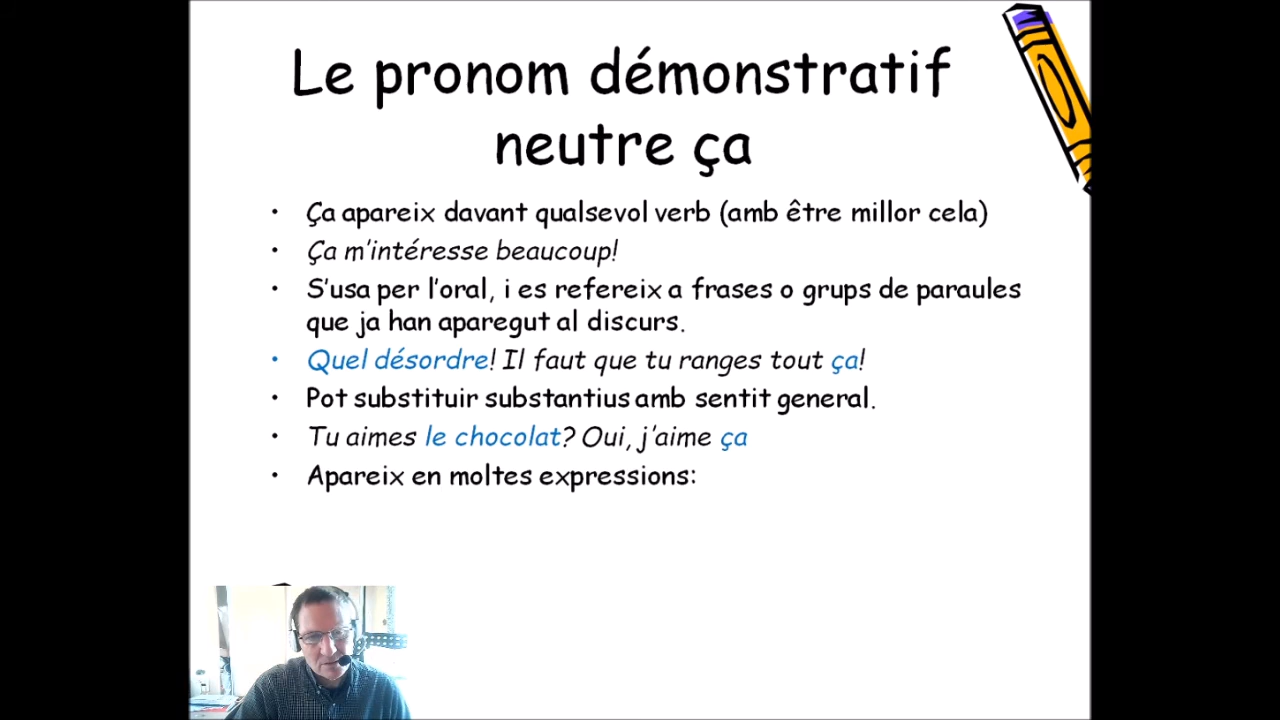 Le pronom démonstratif
neutre ça
• Ça apareix davant qualsevol verb (amb être millor cela)
• Ça m'intéresse beaucoup!
• S'usa per l'oral, i es refereix a frases o grups de paraules
que ja han aparegut al discurs.
• Quel désordre! Il faut que tu ranges tout ça!
• Pot substituir substantius amb sentit general.
• Tu aimes le chocolat? Oui, j'aime ça
• Apareix en moltes expressions: